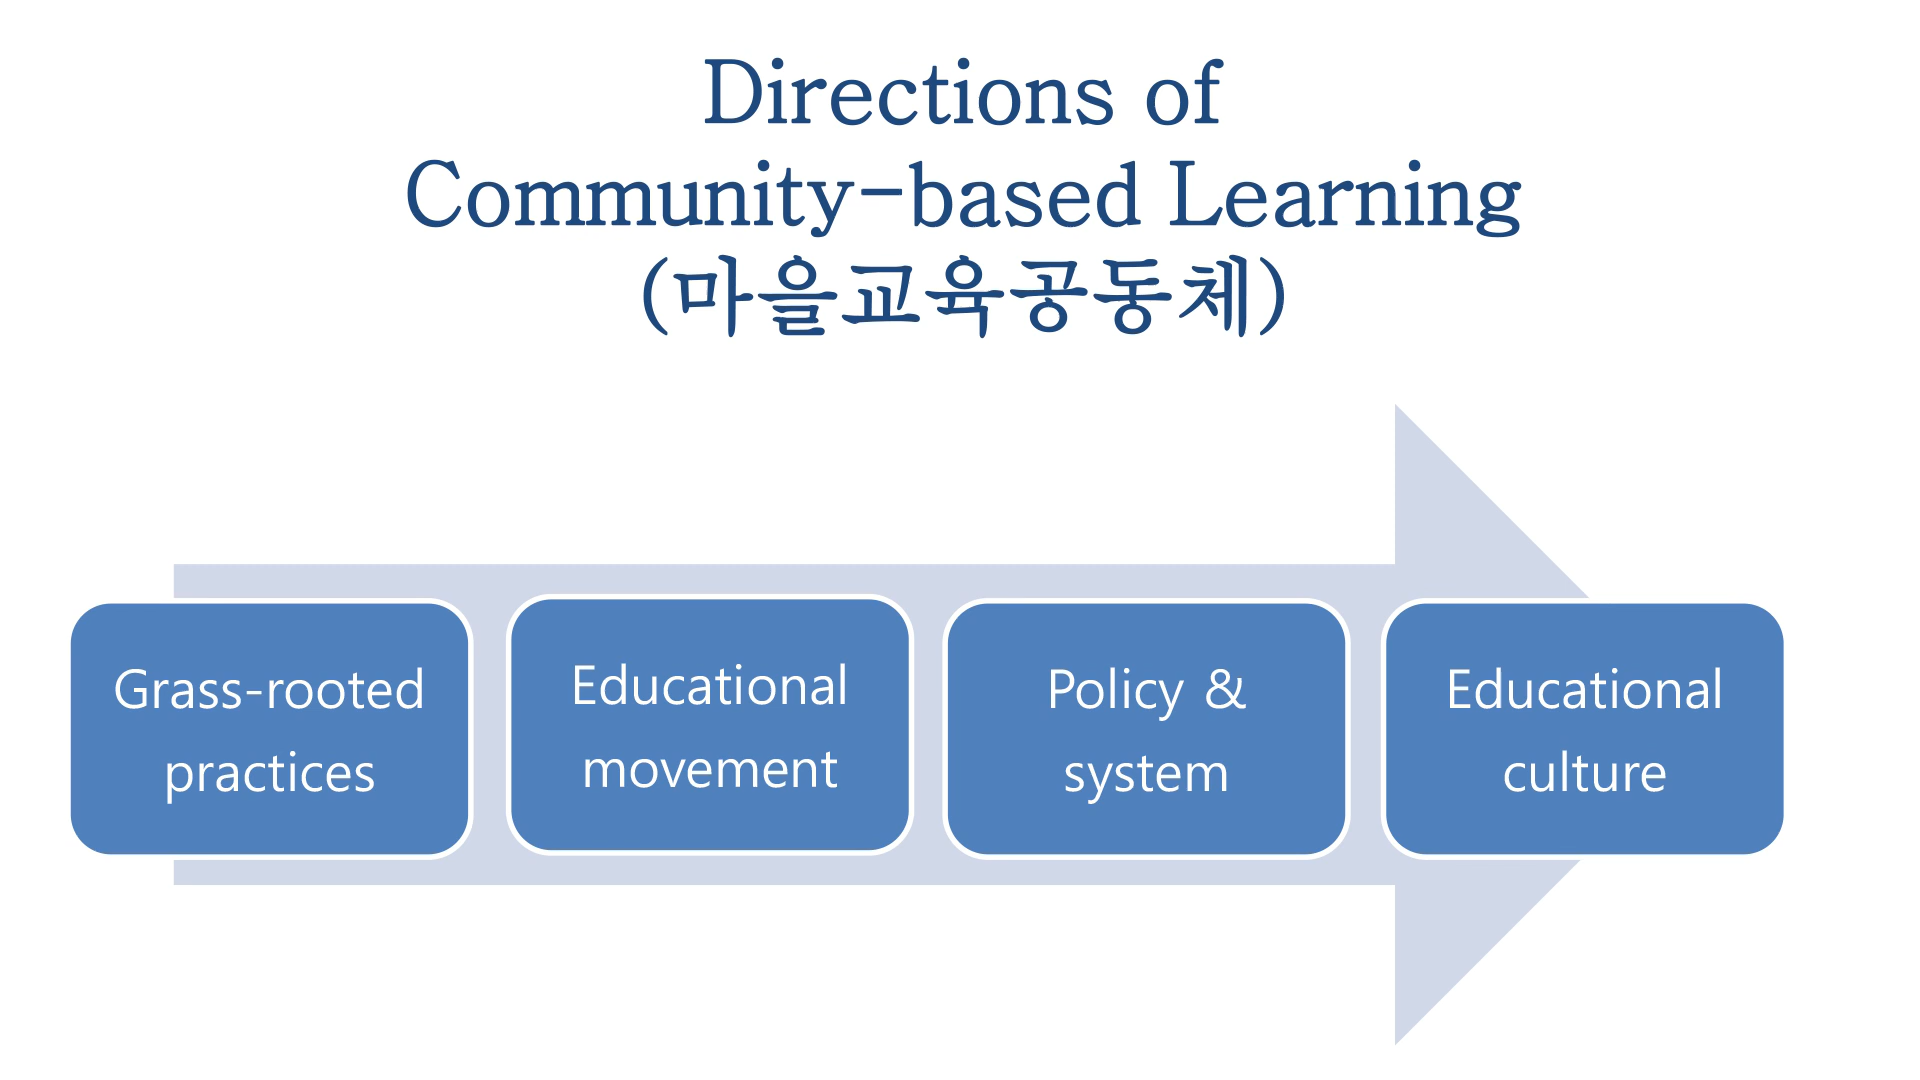 Directions of
Community-based Learning
(마을교육공동체)
Grass-rooted
practices
Educational
movement
Policy &
system
Educational
culture